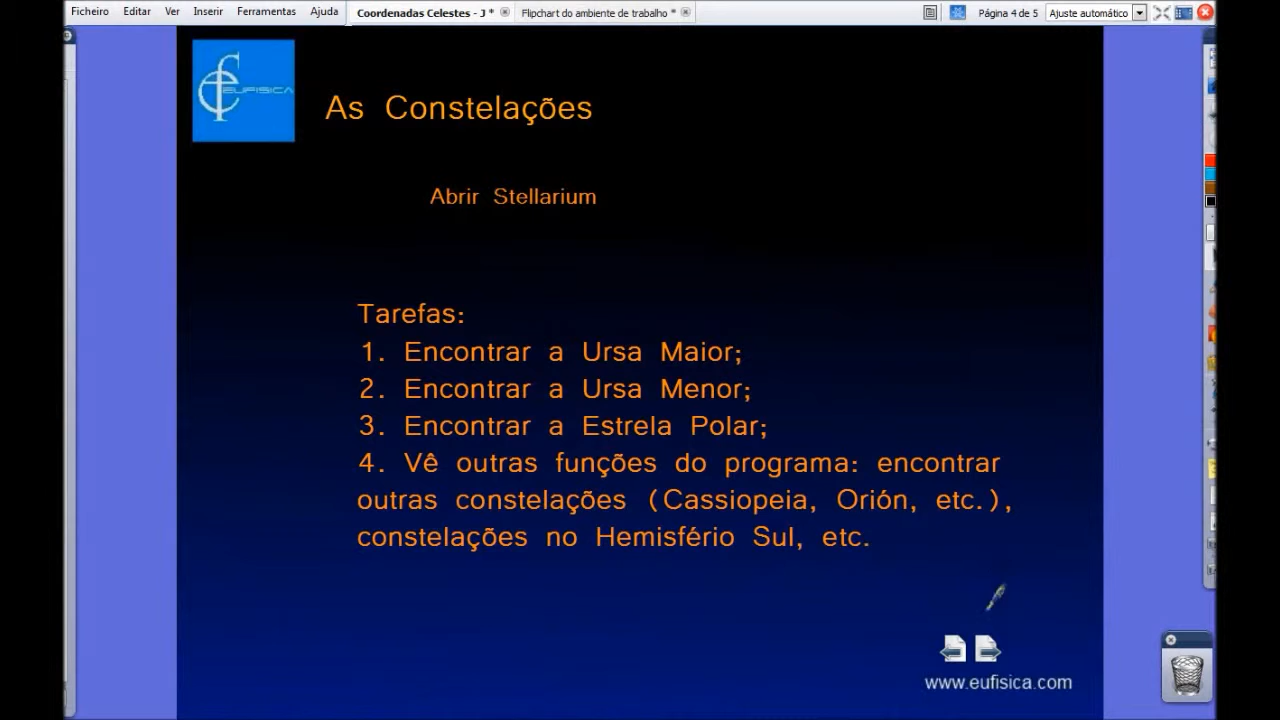 Ficheiro Editar Ver Inserir Ferramentas Ajuda Coordenadas Celestes - J * Flipchart do ambiente de trabalho * Página 4 de 5 Ajuste automático
EUFISICA
As Constelações
Abrir Stellarium
Tarefas:
1. Encontrar a Ursa Maior;
2. Encontrar a Ursa Menor;
3. Encontrar a Estrela Polar;
4. Vê outras funções do programa: encontrar
outras constelações (Cassiopeia, Orión, etc.),
constelações no Hemisfério Sul, etc.
www.eufisica.com